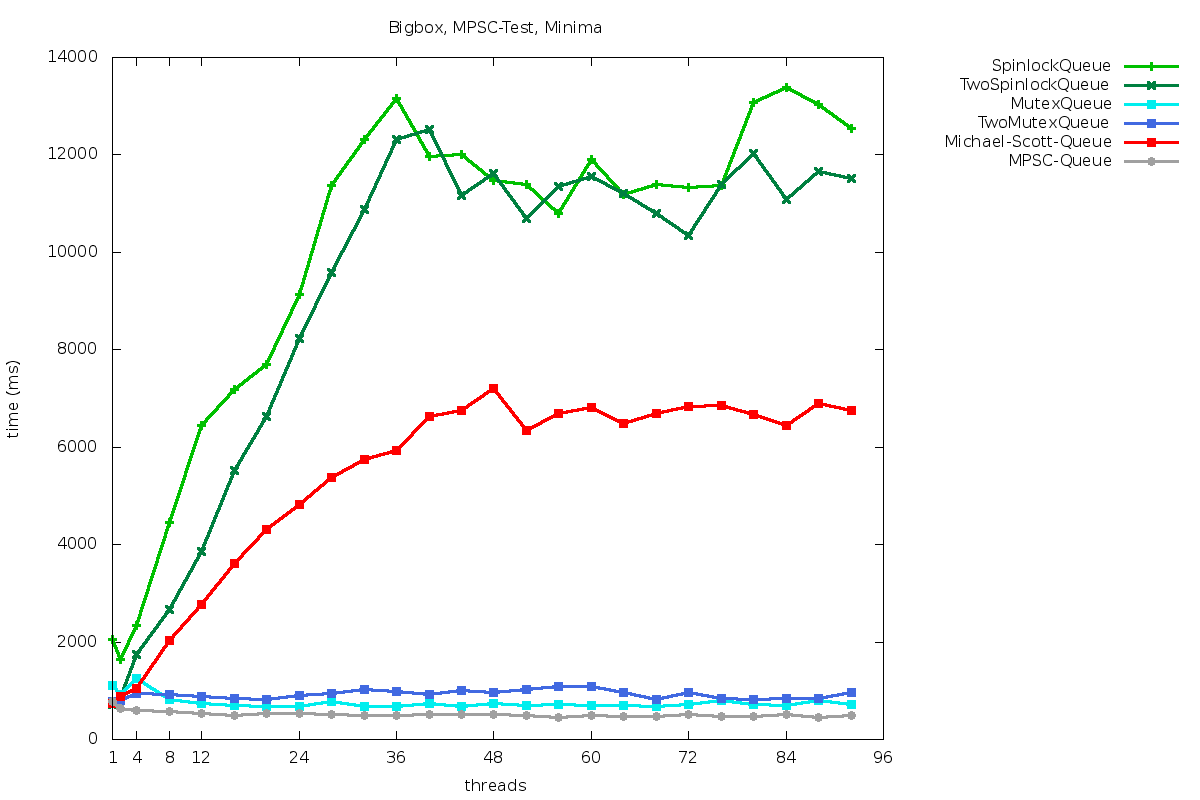 Bigbox, MPSC-Test, Minima
14000
12000
10000
8000
6000
4000
2000
0
time (ms)
1 4 8 12 24 36 48 60 72 84 96
threads
SpinlockQueue
TwoSpinlockQueue
MutexQueue
TwoMutexQueue
Michael-Scott-Queue
MPSC-Queue